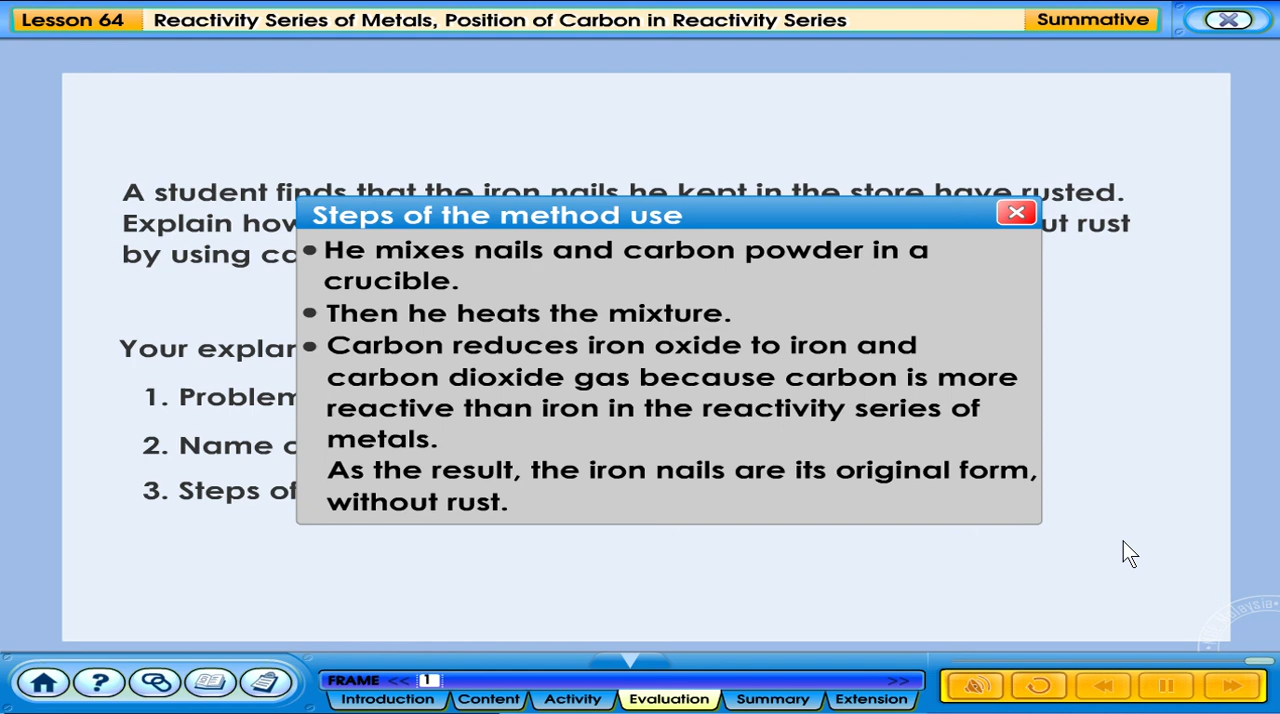 Lesson 64
Reactivity Series of Metals, Position of Carbon in Reactivity Series
Summative
A student finds that the iron nails he kept in the store have rusted.
Explain how
ut rust
by using ca
Steps of the method use
• He mixes nails and carbon powder in a
crucible.
• Then he heats the mixture.
• Carbon reduces iron oxide to iron and
carbon dioxide gas because carbon is more
reactive than iron in the reactivity series of
metals.
As the result, the iron nails are its original form,
without rust.
Your explan
1. Problem
2. Name o
3. Steps of
FRAME << 1 >>
Introduction Content Activity Evaluation Summary Extension